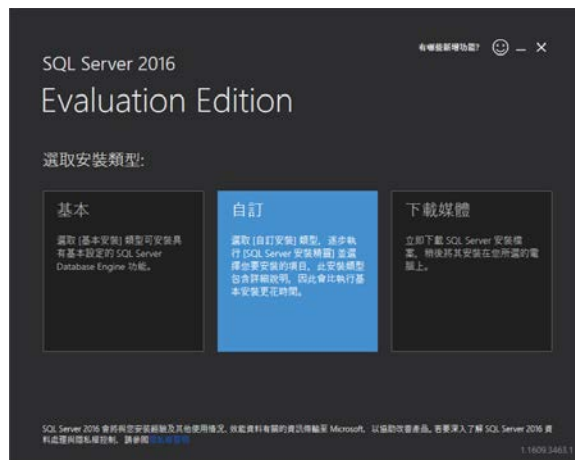 有哪些新增功能?
SQL Server 2016
Evaluation Edition
選取安裝類型:
基本
選取 [基本安裝] 類型可安裝具
有基本設定的 SQL Server
Database Engine 功能。
自訂
選取 [自訂安裝] 類型，逐步執
行 [SQL Server 安裝精靈] 並選
擇您要安裝的項目。此安裝類型
包含詳細說明，因此會比執行基
本安裝更花時間。
下載媒體
立即下載 SQL Server 安裝檔
案，稍後將其安裝在您所選的電
腦上。
SQL Server 2016 會將與您安裝經驗及其他使用情況、效能資料有關的資訊傳輸至 Microsoft，以協助改善產品。若要深入了解 SQL Server 2016 資
料處理與隱私權控制，請參閱隱私權聲明
1.1609.3463.1